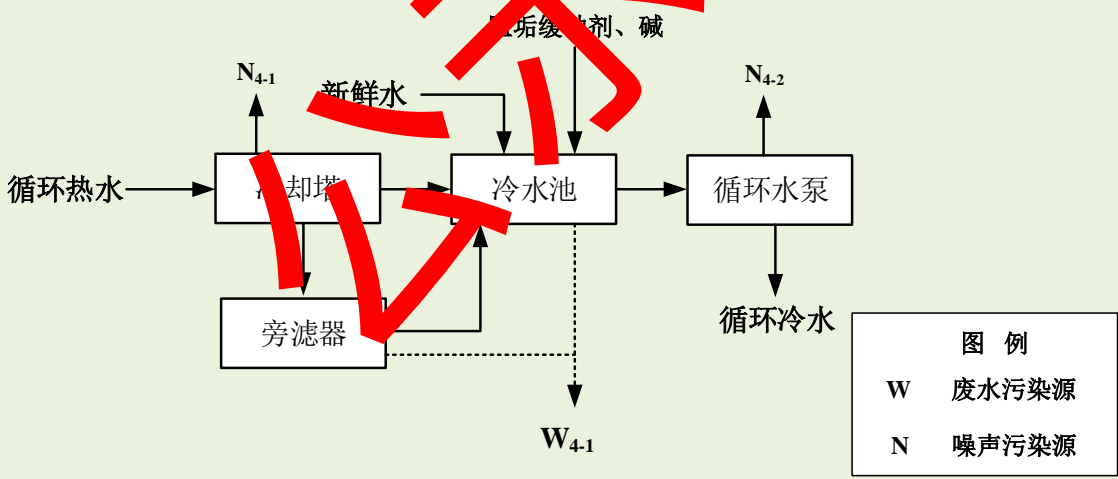 垢缓蚀剂、碱
N4-1
N4-2
新鲜水
循环热水
冷却塔
冷水池
循环水泵
旁滤器
循环冷水
W4-1
图 例
W 废水污染源
N 噪声污染源